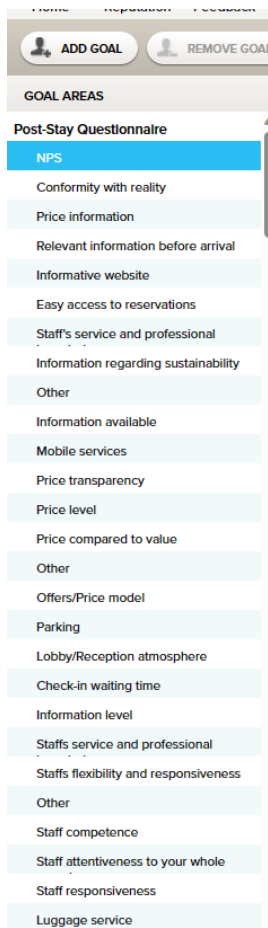 Home Reputation Feedback
ADD GOAL REMOVE GOAL
GOAL AREAS
Post-Stay Questionnaire
NPS
Conformity with reality
Price information
Relevant information before arrival
Informative website
Easy access to reservations
Staff's service and professional
Information regarding sustainability
Other
Information available
Mobile services
Price transparency
Price level
Price compared to value
Other
Offers/Price model
Parking
Lobby/Reception atmosphere
Check-in waiting time
Information level
Staffs service and professional
Staffs flexibility and responsiveness
Other
Staff competence
Staff attentiveness to your whole
Staff responsiveness
Luggage service